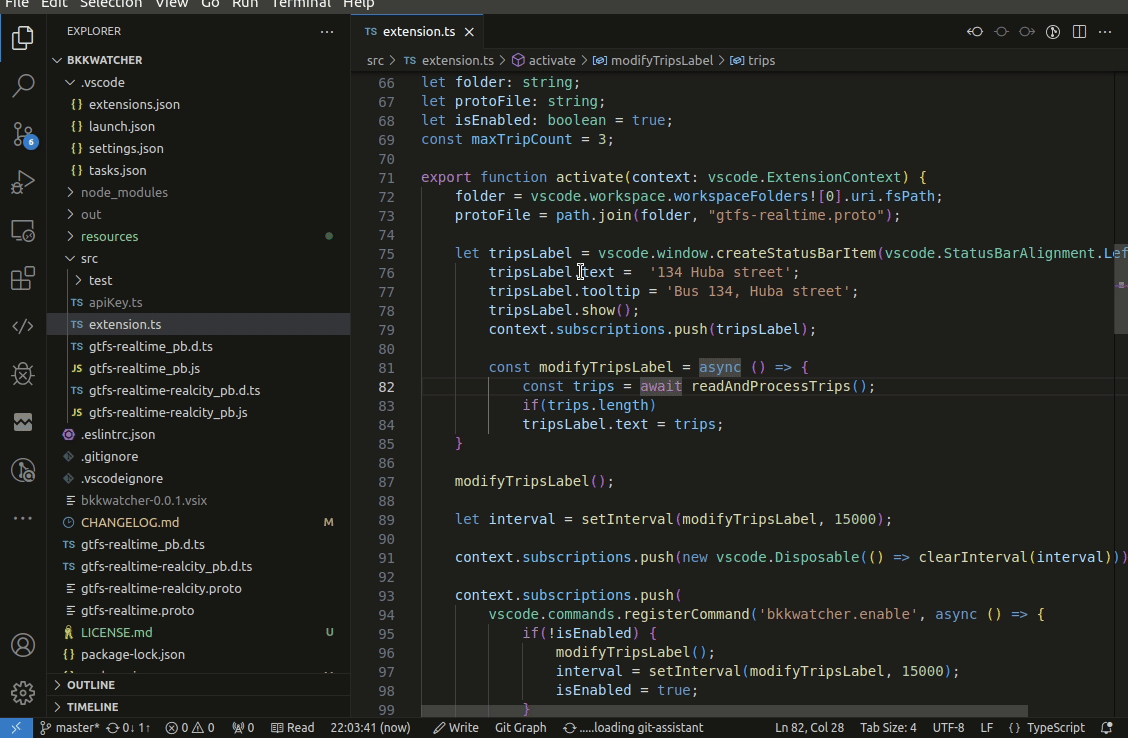 File Edit Selection View Go Run Terminal Help
EXPLORER
BKKWATCHER
.vscode
{} extensions.json
{} launch.json
{} settings.json
{} tasks.json
node_modules
out
resources
src
test
TS apiKey.ts
TS extension.ts
TS gtfs-realtime_pb.d.ts
JS gtfs-realtime_pb.js
TS gtfs-realtime-realcity_pb.d.ts
JS gtfs-realtime-realcity_pb.js
.eslintrc.json
.gitignore
.vscodeignore
bkkwatcher-0.0.1.vsix
CHANGELOG.md M
TS gtfs-realtime_pb.d.ts
TS gtfs-realtime-realcity_pb.d.ts
gtfs-realtime-realcity.proto
gtfs-realtime.proto
LICENSE.md U
{} package-lock.json
OUTLINE
TIMELINE
6
TS extension.ts
src > TS extension.ts > activate > modifyTripsLabel > trips
66 let folder: string;
67 let protoFile: string;
68 let isEnabled: boolean = true;
69 const maxTripCount = 3;
70
71 export function activate(context: vscode.ExtensionContext) {
72 folder = vscode.workspace.workspaceFolders![0].uri.fsPath;
73 protoFile = path.join(folder, "gtfs-realtime.proto");
74
75 let tripsLabel = vscode.window.createStatusBarItem(vscode.StatusBarAlignment.Lef
76 tripsLabel.text =  '134 Huba street';
77 tripsLabel.tooltip = 'Bus 134, Huba street';
78 tripsLabel.show();
79 context.subscriptions.push(tripsLabel);
80
81 const modifyTripsLabel = async () => {
82 const trips = await readAndProcessTrips();
83 if(trips.length)
84 tripsLabel.text = trips;
85 }
86
87 modifyTripsLabel();
88
89 let interval = setInterval(modifyTripsLabel, 15000);
90
91 context.subscriptions.push(new vscode.Disposable(() => clearInterval(interval)))
92
93 context.subscriptions.push(
94 vscode.commands.registerCommand('bkkwatcher.enable', async () => {
95 if(!isEnabled) {
96 modifyTripsLabel();
97 interval = setInterval(modifyTripsLabel, 15000);
98 isEnabled = true;
99 }
master* 0↓ 1↑ 0 0 0 Read 22:03:41 (now) Write Git Graph .....loading git-assistant Ln 82, Col 28 Tab Size: 4 UTF-8 LF {} TypeScript